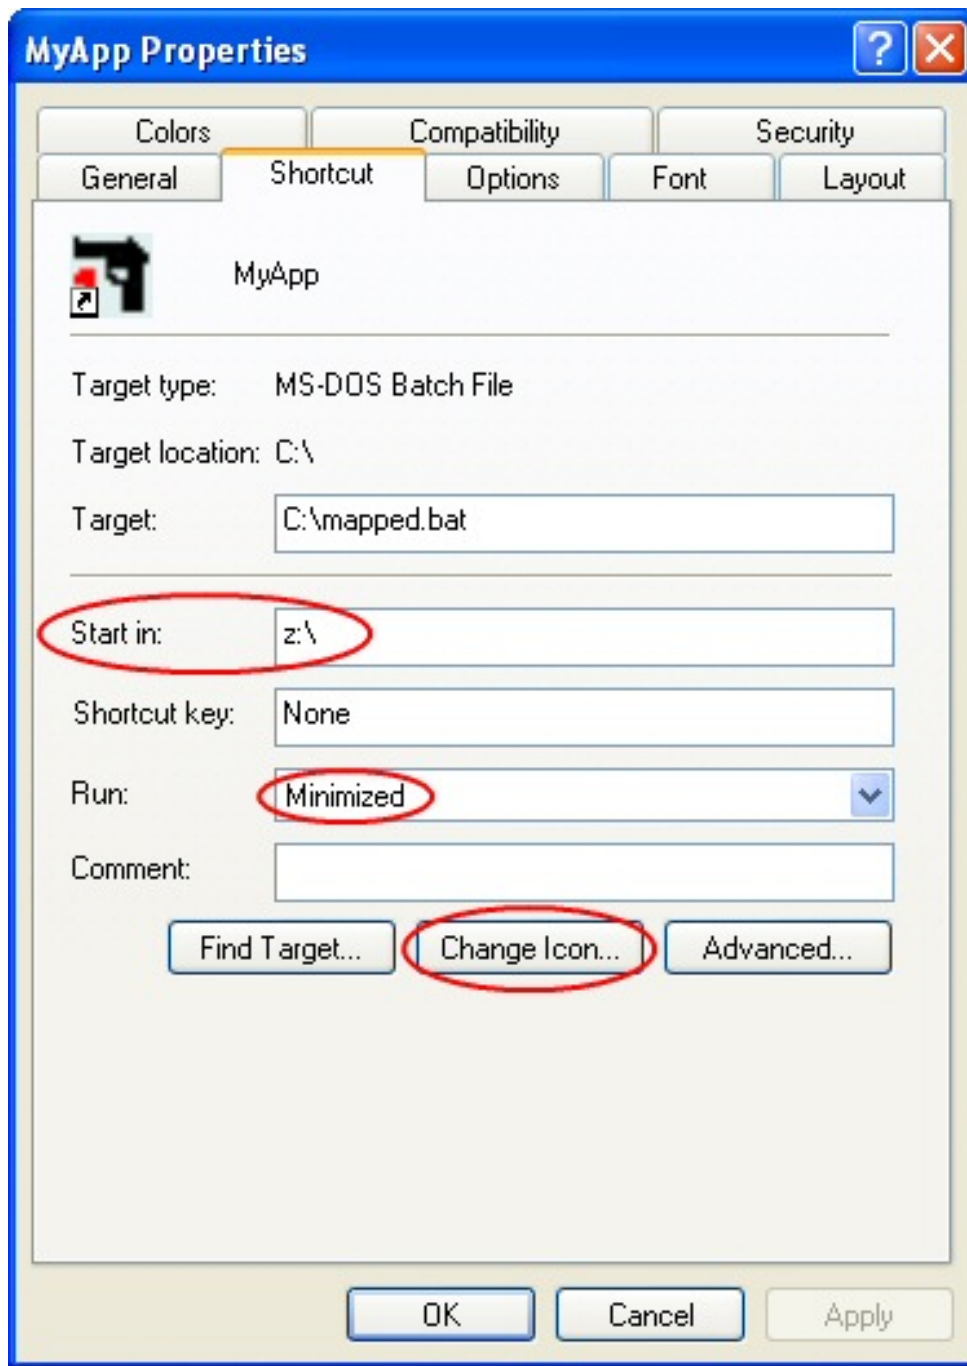 MyApp Properties
Colors Compatibility Security
General Shortcut Options Font Layout
MyApp
Target type: MS-DOS Batch File
Target location: C:\
Target: C:\mapped.bat
Start in: z:\
Shortcut key: None
Run: Minimized
Comment:
Find Target... Change Icon... Advanced...
OK Cancel Apply